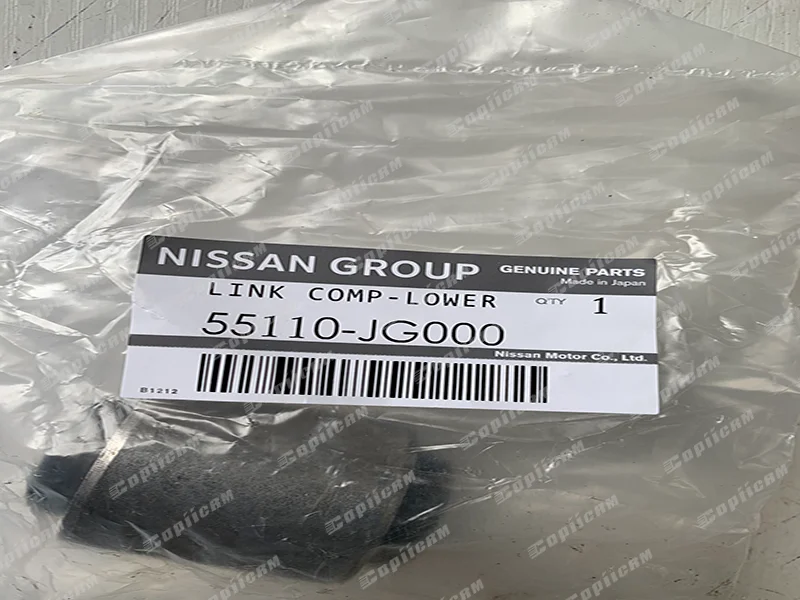 NISSAN GROUP GENUINE PARTS
Made in Japan
LINK COMP-LOWER QTY 1
55110-JG000
Nissan Motor Co., Ltd.
B1212
CopiiCRM